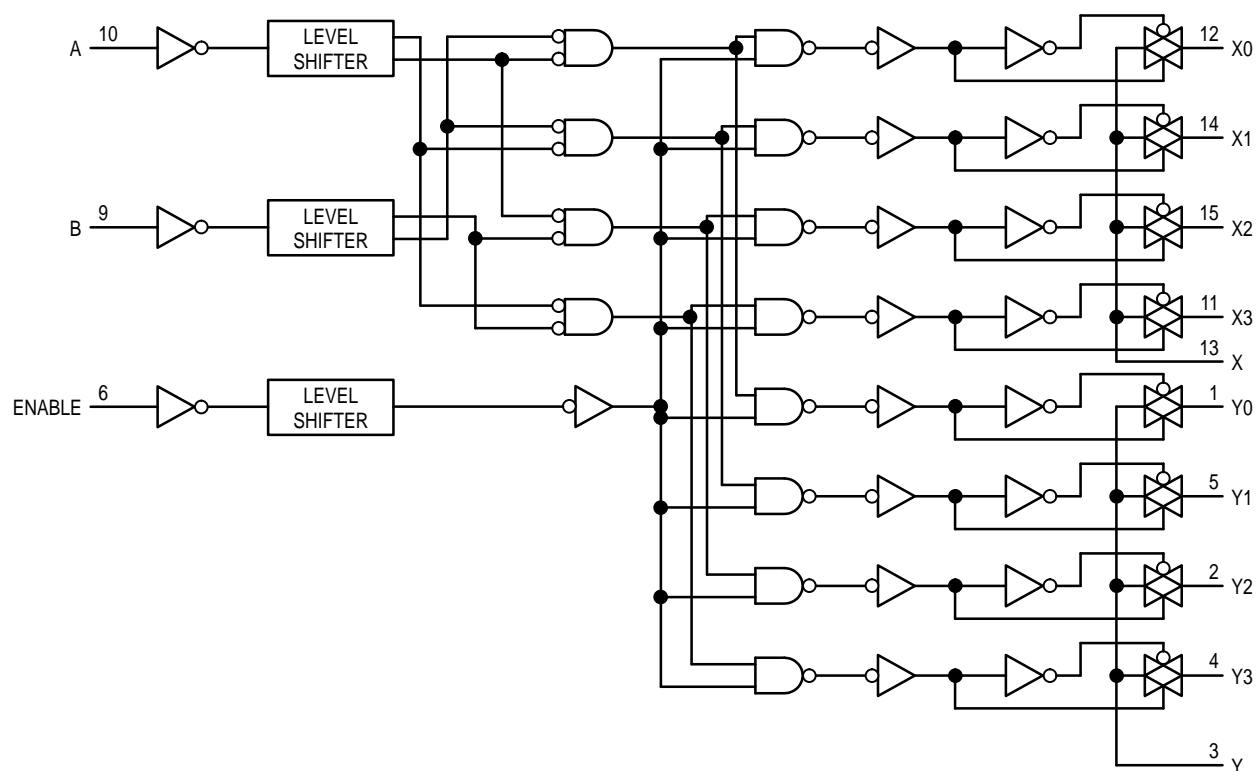 A 10 LEVEL SHIFTER 12 X0
14 X1
B 9 LEVEL SHIFTER 15 X2
11 X3
13 X
ENABLE 6 LEVEL SHIFTER 1 Y0
5 Y1
2 Y2
4 Y3
3 Y